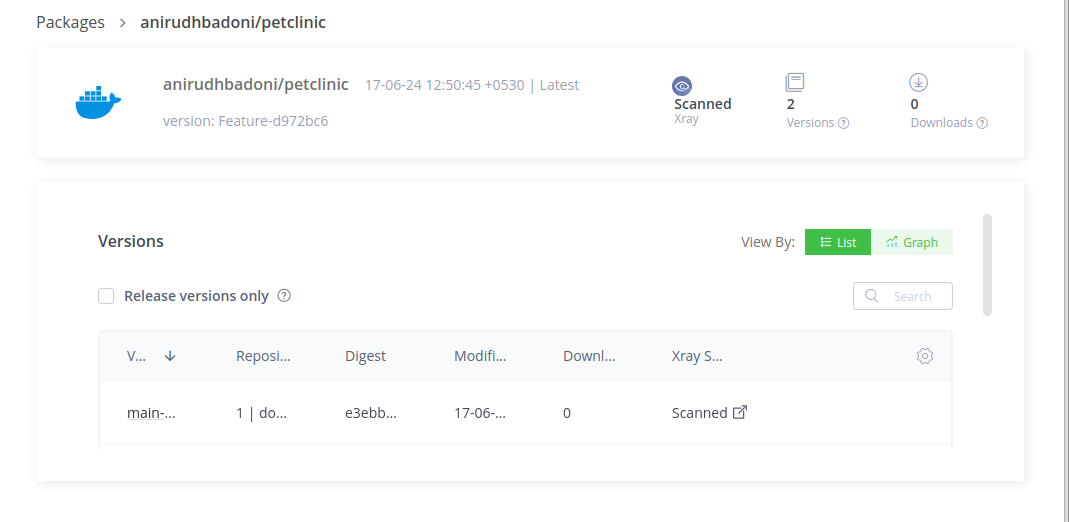 Packages > anirudhbadoni/petclinic
anirudhbadoni/petclinic 17-06-24 12:50:45 +0530 | Latest
version: Feature-d972bc6
Scanned
Xray
2
Versions
0
Downloads
Versions
View By: List Graph
Release versions only
Search
V... Reposi... Digest Modifi... Downl... Xray S...
main-... 1 | do... e3ebb... 17-06-... 0 Scanned